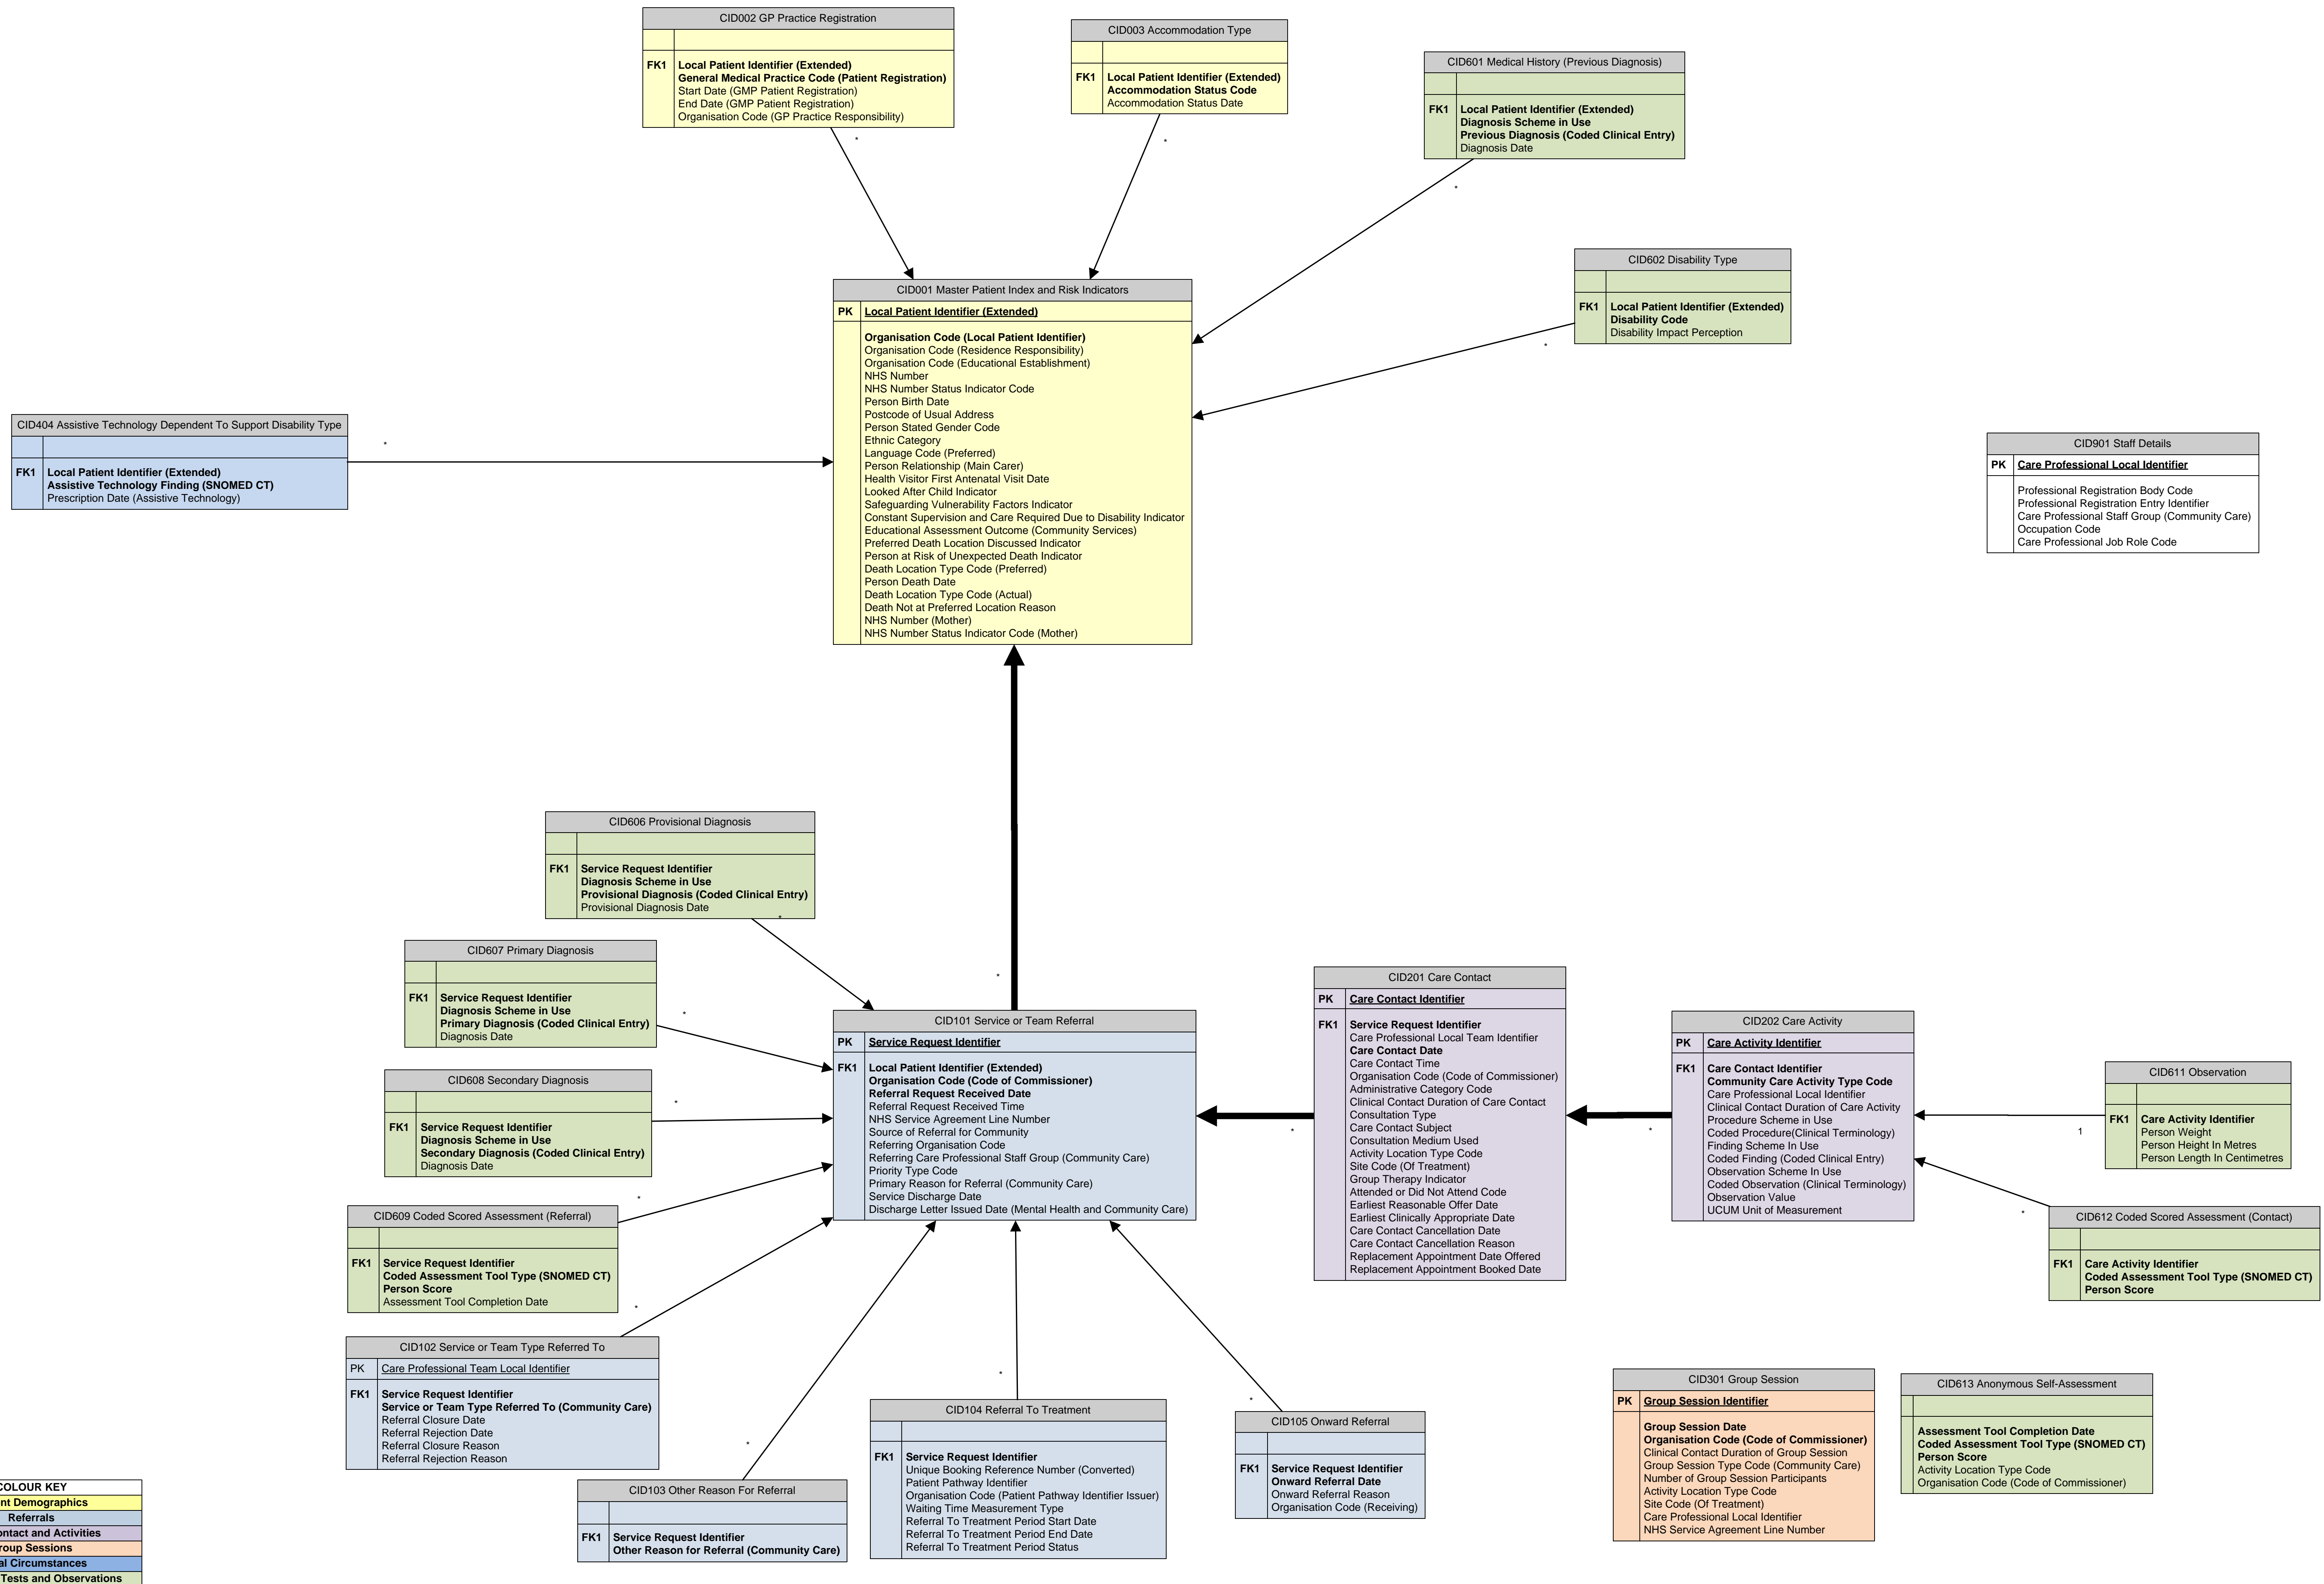 CID002 GP Practice Registration
FK1 Local Patient Identifier (Extended)
General Medical Practice Code (Patient Registration)
Start Date (GMP Patient Registration)
End Date (GMP Patient Registration)
Organisation Code (GP Practice Responsibility)
*
CID003 Accommodation Type
FK1 Local Patient Identifier (Extended)
Accommodation Status Code
Accommodation Status Date
*
CID601 Medical History (Previous Diagnosis)
FK1 Local Patient Identifier (Extended)
Diagnosis Scheme in Use
Previous Diagnosis (Coded Clinical Entry)
Diagnosis Date
*
CID602 Disability Type
FK1 Local Patient Identifier (Extended)
Disability Code
Disability Impact Perception
*
CID001 Master Patient Index and Risk Indicators
PK Local Patient Identifier (Extended)
Organisation Code (Local Patient Identifier)
Organisation Code (Residence Responsibility)
Organisation Code (Educational Establishment)
NHS Number
NHS Number Status Indicator Code
Person Birth Date
Postcode of Usual Address
Person Stated Gender Code
Ethnic Category
Language Code (Preferred)
Person Relationship (Main Carer)
Health Visitor First Antenatal Visit Date
Looked After Child Indicator
Safeguarding Vulnerability Factors Indicator
Constant Supervision and Care Required Due to Disability Indicator
Educational Assessment Outcome (Community Services)
Preferred Death Location Discussed Indicator
Person at Risk of Unexpected Death Indicator
Death Location Type Code (Preferred)
Person Death Date
Death Location Type Code (Actual)
Death Not at Preferred Location Reason
NHS Number (Mother)
NHS Number Status Indicator Code (Mother)
CID404 Assistive Technology Dependent To Support Disability Type
FK1 Local Patient Identifier (Extended)
Assistive Technology Finding (SNOMED CT)
Prescription Date (Assistive Technology)
*
CID901 Staff Details
PK Care Professional Local Identifier
Professional Registration Body Code
Professional Registration Entry Identifier
Care Professional Staff Group (Community Care)
Occupation Code
Care Professional Job Role Code
CID606 Provisional Diagnosis
FK1 Service Request Identifier
Diagnosis Scheme in Use
Provisional Diagnosis (Coded Clinical Entry)
Provisional Diagnosis Date
*
CID607 Primary Diagnosis
FK1 Service Request Identifier
Diagnosis Scheme in Use
Primary Diagnosis (Coded Clinical Entry)
Diagnosis Date
*
CID608 Secondary Diagnosis
FK1 Service Request Identifier
Diagnosis Scheme in Use
Secondary Diagnosis (Coded Clinical Entry)
Diagnosis Date
*
CID609 Coded Scored Assessment (Referral)
FK1 Service Request Identifier
Coded Assessment Tool Type (SNOMED CT)
Person Score
Assessment Tool Completion Date
*
CID102 Service or Team Type Referred To
PK Care Professional Team Local Identifier
FK1 Service Request Identifier
Service or Team Type Referred To (Community Care)
Referral Closure Date
Referral Rejection Date
Referral Closure Reason
Referral Rejection Reason
*
CID101 Service or Team Referral
PK Service Request Identifier
FK1 Local Patient Identifier (Extended)
Organisation Code (Code of Commissioner)
Referral Request Received Date
Referral Request Received Time
NHS Service Agreement Line Number
Source of Referral for Community
Referring Organisation Code
Referring Care Professional Staff Group (Community Care)
Priority Type Code
Primary Reason for Referral (Community Care)
Service Discharge Date
Discharge Letter Issued Date (Mental Health and Community Care)
*
CID201 Care Contact
PK Care Contact Identifier
FK1 Service Request Identifier
Care Professional Local Team Identifier
Care Contact Date
Care Contact Time
Organisation Code (Code of Commissioner)
Administrative Category Code
Clinical Contact Duration of Care Contact
Consultation Type
Care Contact Subject
Consultation Medium Used
Activity Location Type Code
Site Code (Of Treatment)
Group Therapy Indicator
Attended or Did Not Attend Code
Earliest Reasonable Offer Date
Earliest Clinically Appropriate Date
Care Contact Cancellation Date
Care Contact Cancellation Reason
Replacement Appointment Date Offered
Replacement Appointment Booked Date
*
CID202 Care Activity
PK Care Activity Identifier
FK1 Care Contact Identifier
Community Care Activity Type Code
Care Professional Local Identifier
Clinical Contact Duration of Care Activity
Procedure Scheme in Use
Coded Procedure(Clinical Terminology)
Finding Scheme In Use
Coded Finding (Coded Clinical Entry)
Observation Scheme In Use
Coded Observation (Clinical Terminology)
Observation Value
UCUM Unit of Measurement
*
CID611 Observation
FK1 Care Activity Identifier
Person Weight
Person Height In Metres
Person Length In Centimetres
1
CID612 Coded Scored Assessment (Contact)
FK1 Care Activity Identifier
Coded Assessment Tool Type (SNOMED CT)
Person Score
*
CID103 Other Reason For Referral
FK1 Service Request Identifier
Other Reason for Referral (Community Care)
*
CID104 Referral To Treatment
FK1 Service Request Identifier
Unique Booking Reference Number (Converted)
Patient Pathway Identifier
Organisation Code (Patient Pathway Identifier Issuer)
Waiting Time Measurement Type
Referral To Treatment Period Start Date
Referral To Treatment Period End Date
Referral To Treatment Period Status
*
CID105 Onward Referral
FK1 Service Request Identifier
Onward Referral Date
Onward Referral Reason
Organisation Code (Receiving)
*
CID301 Group Session
PK Group Session Identifier
Group Session Date
Organisation Code (Code of Commissioner)
Clinical Contact Duration of Group Session
Group Session Type Code (Community Care)
Number of Group Session Participants
Activity Location Type Code
Site Code (Of Treatment)
Care Professional Local Identifier
NHS Service Agreement Line Number
CID613 Anonymous Self-Assessment
Assessment Tool Completion Date
Coded Assessment Tool Type (SNOMED CT)
Person Score
Activity Location Type Code
Organisation Code (Code of Commissioner)
COLOUR KEY
nt Demographics
Referrals
ontact and Activities
roup Sessions
al Circumstances
Tests and Observations